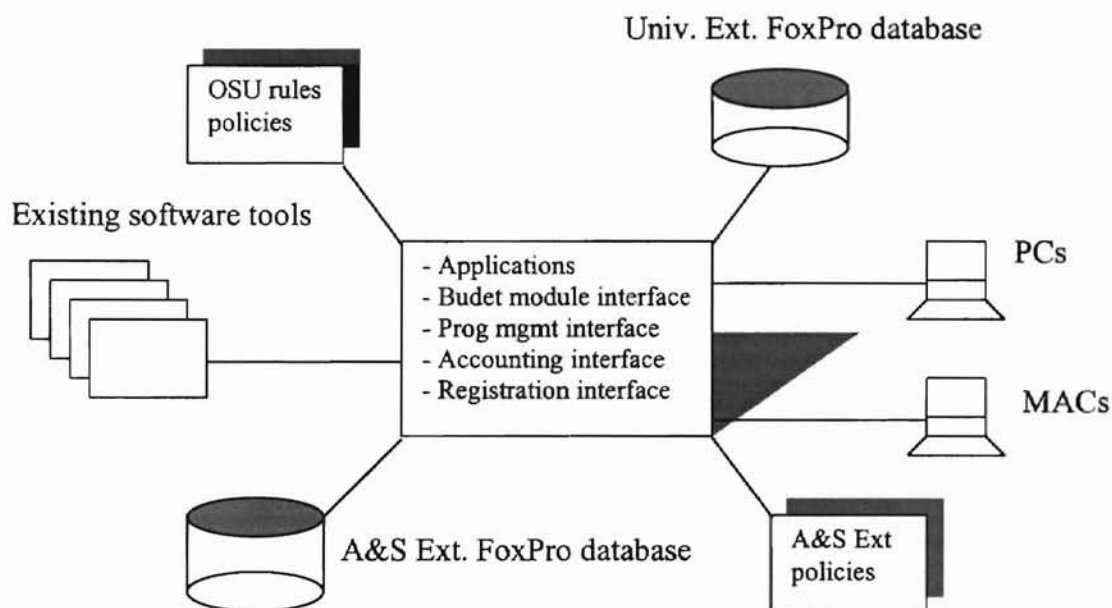 Univ. Ext. FoxPro database
OSU rules
policies
Existing software tools
- Applications
- Budet module interface
- Prog mgmt interface
- Accounting interface
- Registration interface
PCs
MACs
A&S Ext. FoxPro database
A&S Ext
policies